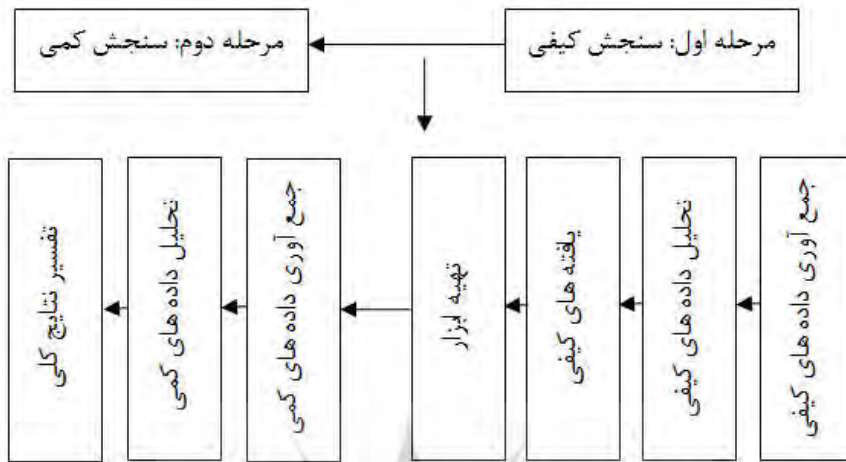 مرحله اول: سنجش کیفی
مرحله دوم: سنجش کمی
جمع آوری داده های کیفی
تحلیل داده های کیفی
یافته های کیفی
تهیه ابزار
جمع آوری داده های کمی
تحلیل داده های کمی
تفسیر نتایج کلی